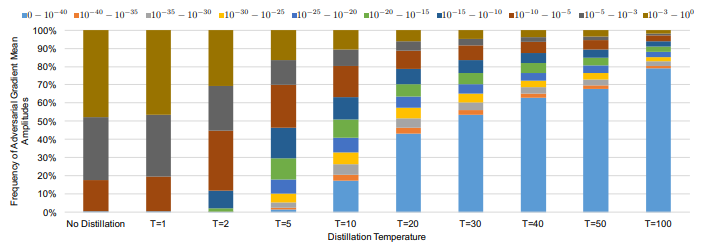 0 − 10⁻⁴⁰ 10⁻⁴⁰ − 10⁻³⁵ 10⁻³⁵ − 10⁻³⁰ 10⁻³⁰ − 10⁻²⁵ 10⁻²⁵ − 10⁻²⁰ 10⁻²⁰ − 10⁻¹⁵ 10⁻¹⁵ − 10⁻¹⁰ 10⁻¹⁰ − 10⁻⁵ 10⁻⁵ − 10⁻³ 10⁻³ − 10⁰
Frequency of Adversarial Gradient Mean
Amplitudes
100%
90%
80%
70%
60%
50%
40%
30%
20%
10%
0%
No Distillation T=1 T=2 T=5 T=10 T=20 T=30 T=40 T=50 T=100
Distillation Temperature